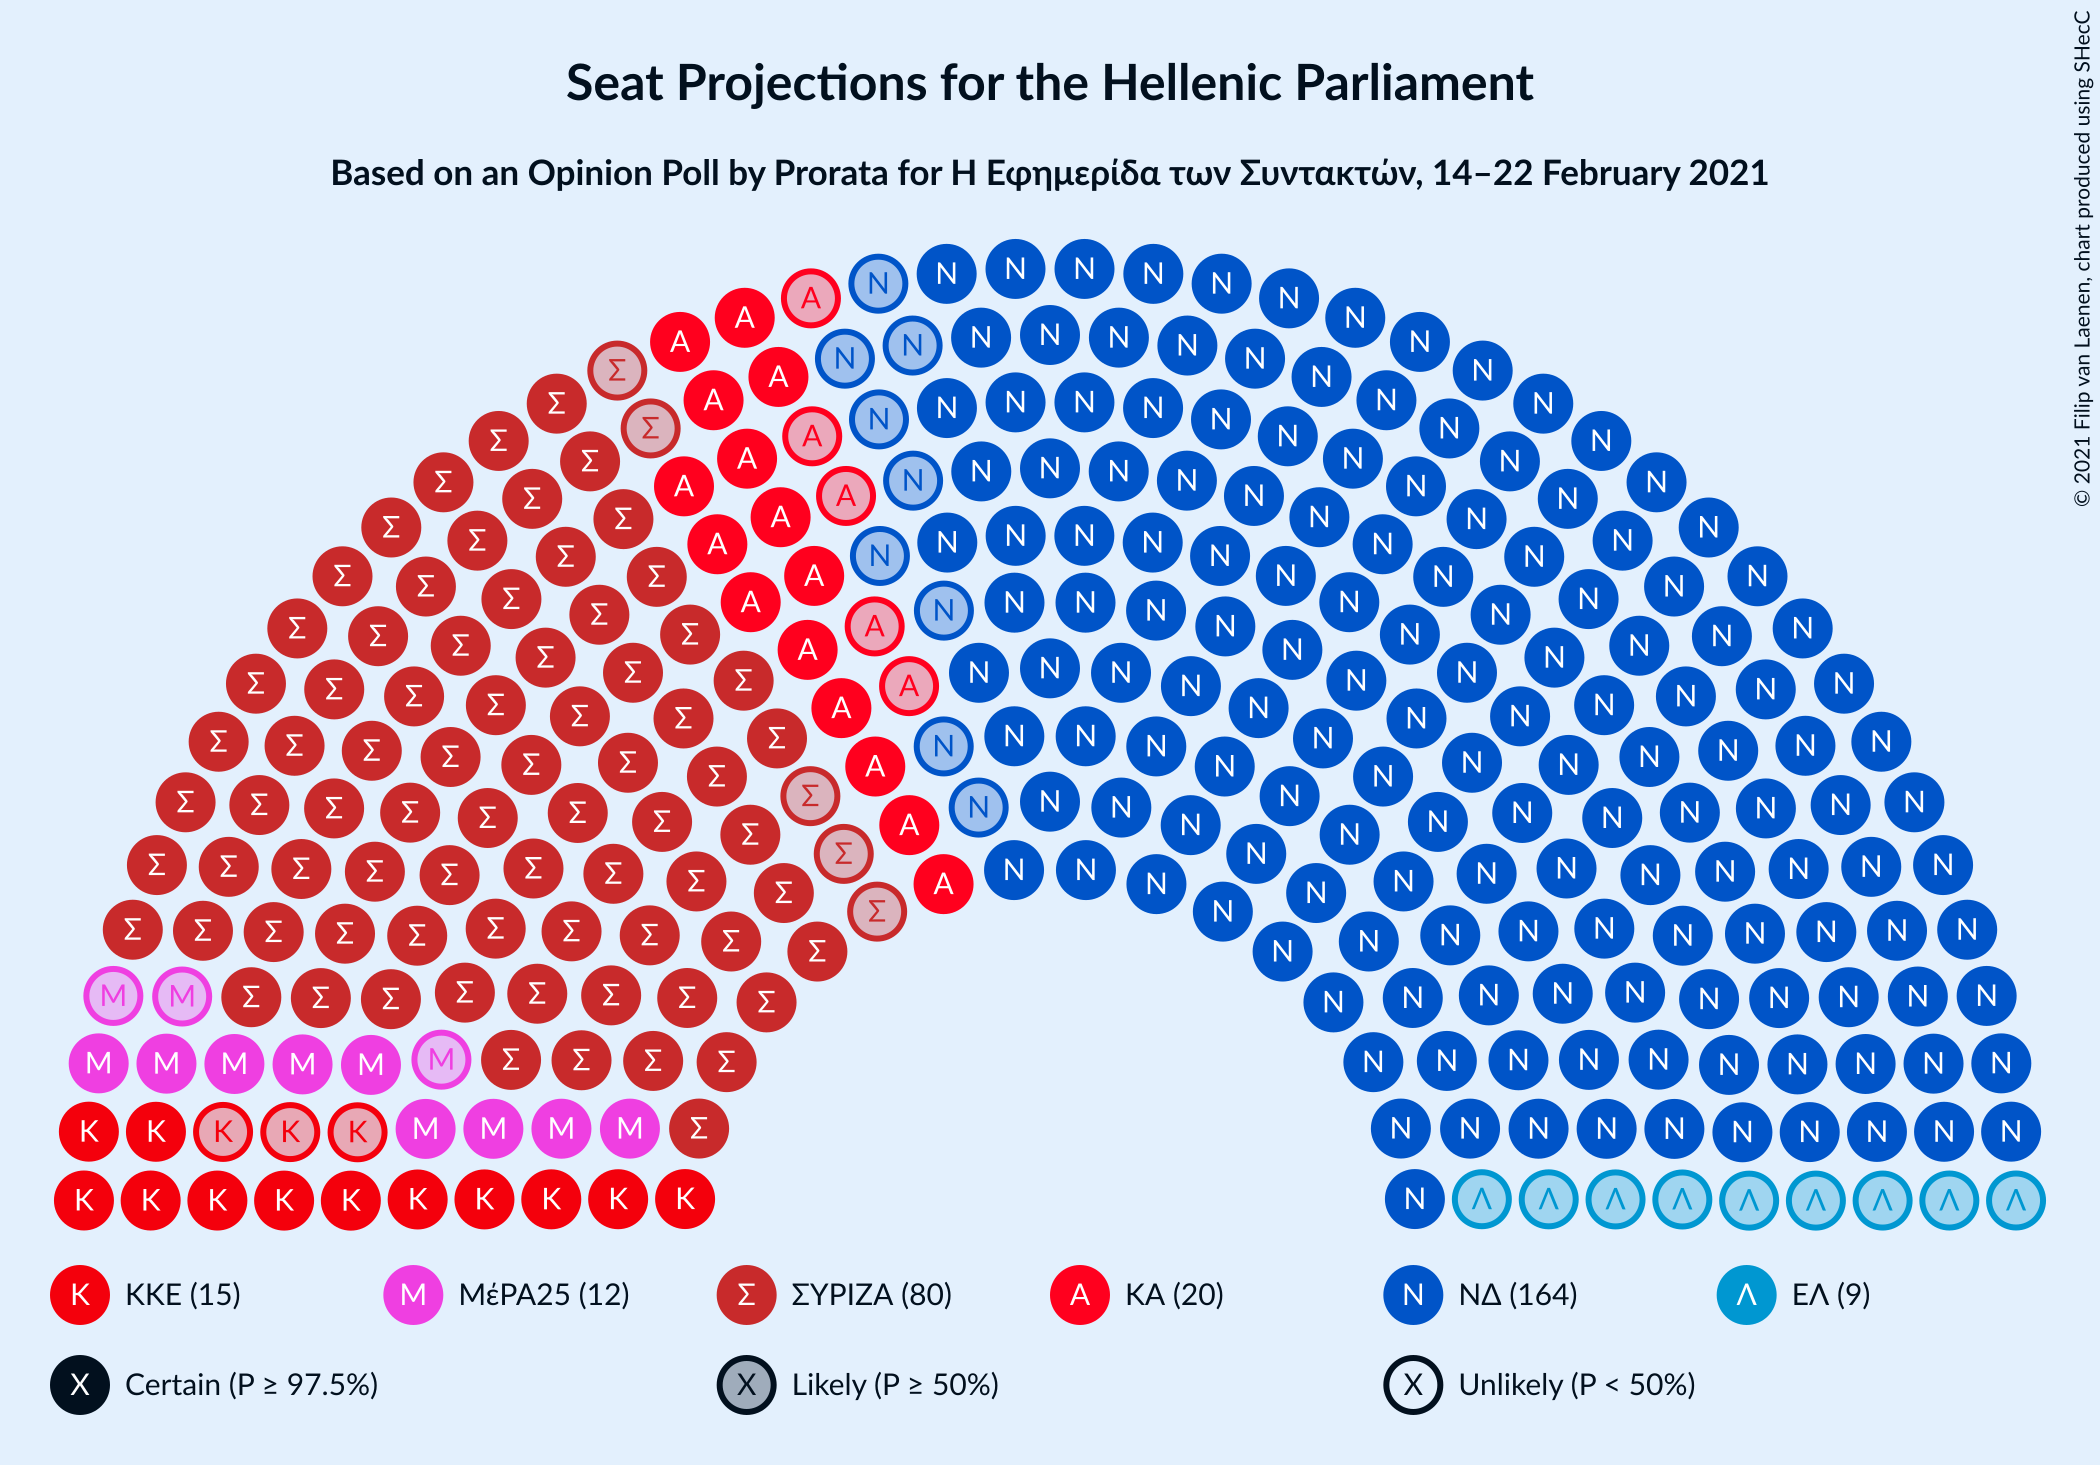 Seat Projections for the Hellenic Parliament
Based on an Opinion Poll by Prorata for Η Εφημερίδα των Συντακτών, 14–22 February 2021
© 2021 Filip van Laenen, chart produced using SHecC
Κ ΚΚΕ (15)
Μ ΜέΡΑ25 (12)
Σ ΣΥΡΙΖΑ (80)
Α ΚΑ (20)
Ν ΝΔ (164)
Λ ΕΛ (9)
X Certain (P ≥ 97.5%)
X Likely (P ≥ 50%)
X Unlikely (P < 50%)